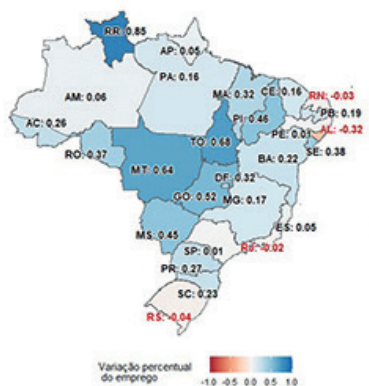 RR: 0.85
AP: 0.05
PA: 0.16
AM: 0.06
MA: 0.32
CE: 0.16
RN: -0.03
PB: 0.19
PI: 0.46
PE: 0.01
AL: -0.32
AC: 0.26
TO: 0.68
SE: 0.38
RO: 0.37
MT: 0.64
BA: 0.22
DF: 0.32
GO: 0.52
MG: 0.17
MS: 0.45
ES: 0.05
SP: 0.01
RJ: -0.02
PR: 0.27
SC: 0.23
RS: -0.04
Variação percentual
do emprego
-1.0 -0.5 0.0 0.5 1.0